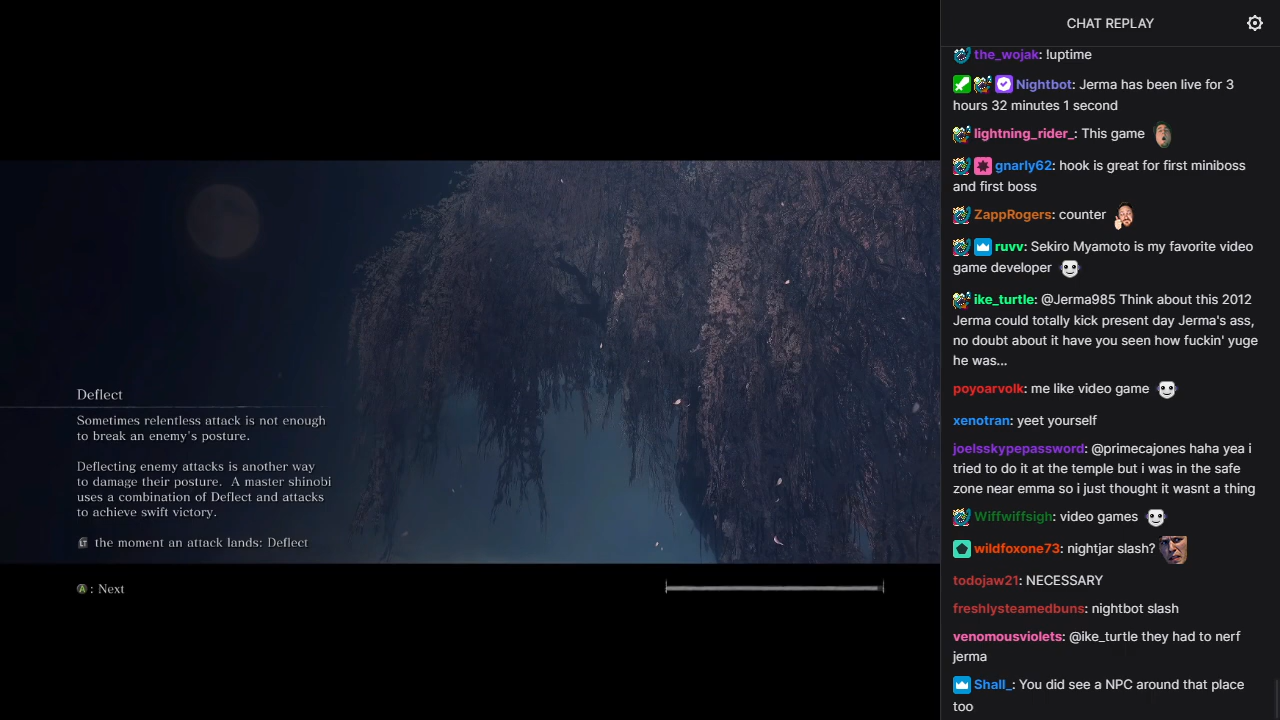 CHAT REPLAY
the_wojak: !uptime
Nightbot: Jerma has been live for 3
hours 32 minutes 1 second
lightning_rider_: This game
gnarly62: hook is great for first miniboss
and first boss
ZappRogers: counter
ruvv: Sekiro Myamoto is my favorite video
game developer
ike_turtle: @Jerma985 Think about this 2012
Jerma could totally kick present day Jerma's ass,
no doubt about it have you seen how fuckin' yuge
he was...
poyoarvolk: me like video game
xenotran: yeet yourself
joelsskypepassword: @primecajones haha yea i
tried to do it at the temple but i was in the safe
zone near emma so i just thought it wasnt a thing
Wiffwiffsigh: video games
wildfoxone73: nightjar slash?
todojaw21: NECESSARY
freshlysteamedbuns: nightbot slash
venomousviolets: @ike_turtle they had to nerf
jerma
Shall_: You did see a NPC around that place
too
Deflect
Sometimes relentless attack is not enough
to break an enemy's posture.
Deflecting enemy attacks is another way
to damage their posture. A master shinobi
uses a combination of Deflect and attacks
to achieve swift victory.
LT the moment an attack lands: Deflect
A : Next